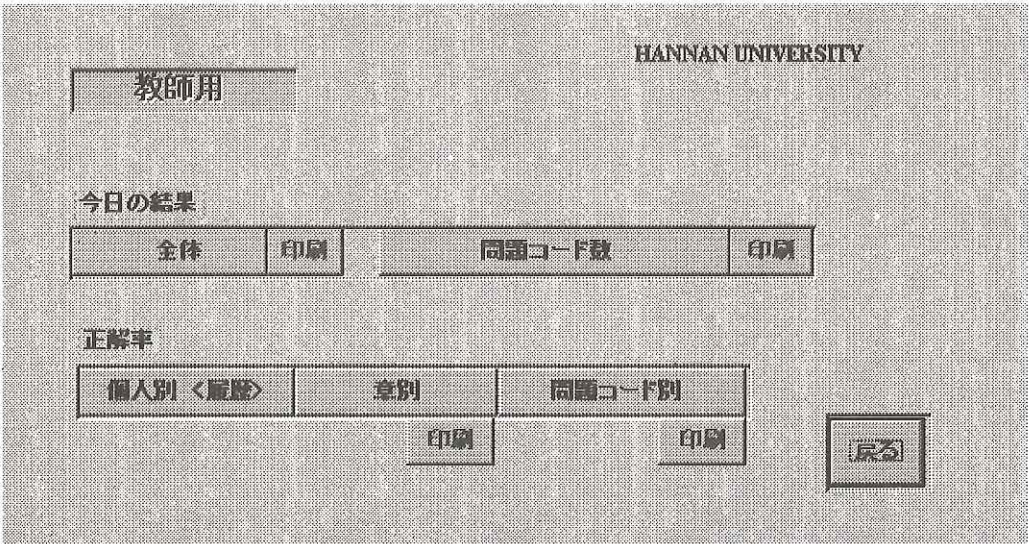 HANNAN UNIVERSITY
教師用
今日の結果
全体 印刷 問題コード数 印刷
正解率
個人別 <履歴> 章別 問題コード別
印刷 印刷
戻る